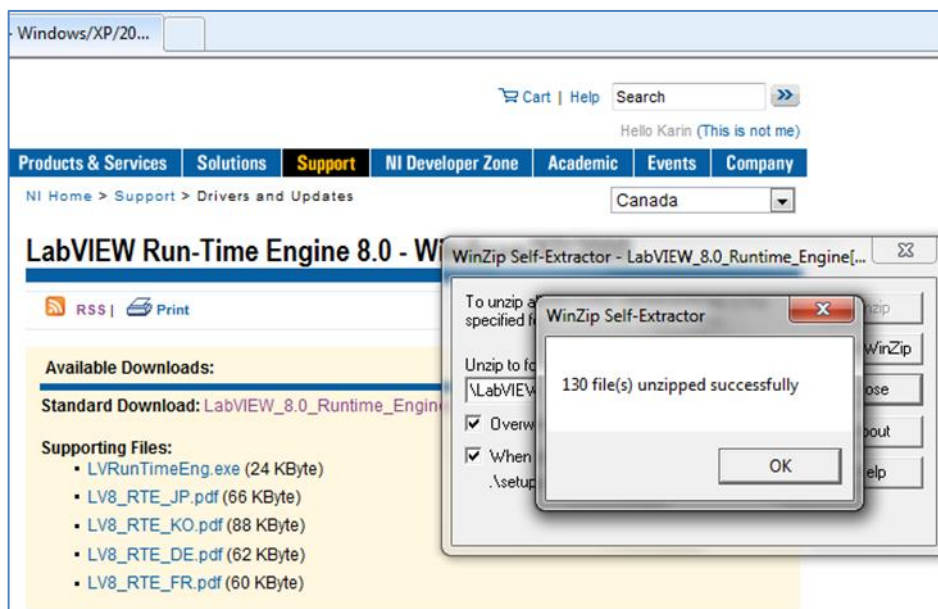 - Windows/XP/20...
Cart | Help Search
Hello Karin (This is not me)
Products & Services Solutions Support NI Developer Zone Academic Events Company
NI Home > Support > Drivers and Updates
Canada
LabVIEW Run-Time Engine 8.0 - Wi
RSS | Print
Available Downloads:
Standard Download: LabVIEW_8.0_Runtime_Engin
Supporting Files:
▪ LVRunTimeEng.exe (24 KByte)
▪ LV8_RTE_JP.pdf (66 KByte)
▪ LV8_RTE_KO.pdf (88 KByte)
▪ LV8_RTE_DE.pdf (62 KByte)
▪ LV8_RTE_FR.pdf (60 KByte)
WinZip Self-Extractor - LabVIEW_8.0_Runtime_Engine[...
To unzip al
specified f
Unzip to fo
\LabVIEW
Overw
When
.\setup
nzip
WinZip
ose
bout
elp
WinZip Self-Extractor
130 file(s) unzipped successfully
OK